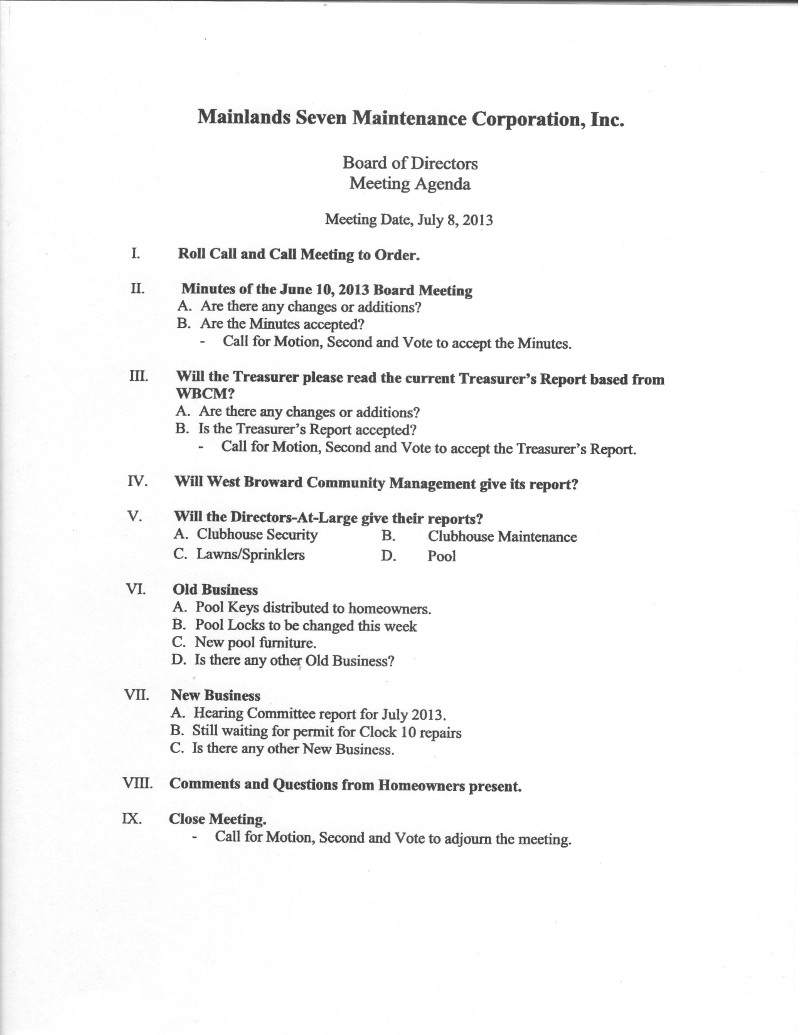 Mainlands Seven Maintenance Corporation, Inc.
Board of Directors
Meeting Agenda
Meeting Date, July 8, 2013
I. Roll Call and Call Meeting to Order.
II. Minutes of the June 10, 2013 Board Meeting
A. Are there any changes or additions?
B. Are the Minutes accepted?
- Call for Motion, Second and Vote to accept the Minutes.
III. Will the Treasurer please read the current Treasurer's Report based from
WBCM?
A. Are there any changes or additions?
B. Is the Treasurer's Report accepted?
- Call for Motion, Second and Vote to accept the Treasurer's Report.
IV. Will West Broward Community Management give its report?
V. Will the Directors-At-Large give their reports?
A. Clubhouse Security B. Clubhouse Maintenance
C. Lawns/Sprinklers D. Pool
VI. Old Business
A. Pool Keys distributed to homeowners.
B. Pool Locks to be changed this week
C. New pool furniture.
D. Is there any other Old Business?
VII. New Business
A. Hearing Committee report for July 2013.
B. Still waiting for permit for Clock 10 repairs
C. Is there any other New Business.
VIII. Comments and Questions from Homeowners present.
IX. Close Meeting.
- Call for Motion, Second and Vote to adjourn the meeting.